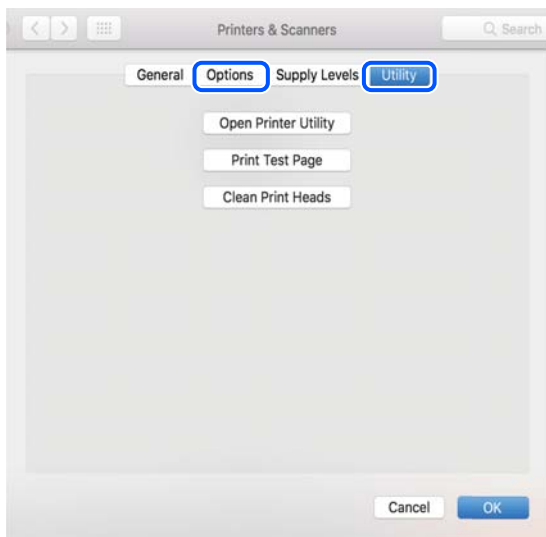 Printers & Scanners Search
General Options Supply Levels Utility
Open Printer Utility
Print Test Page
Clean Print Heads
Cancel OK